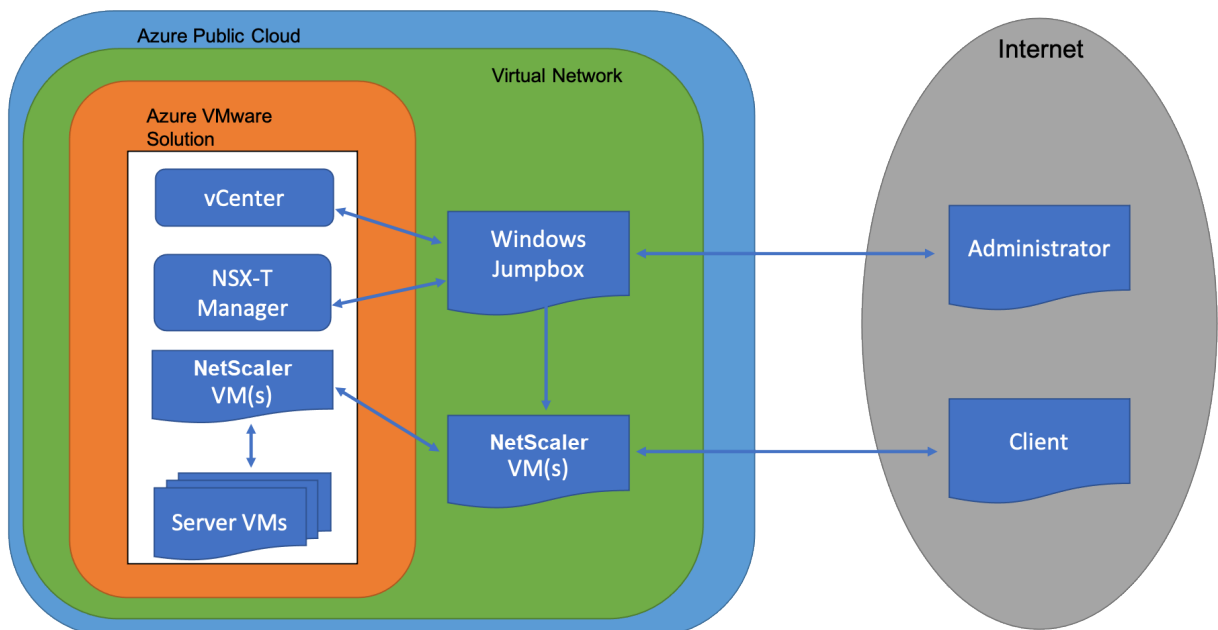 Azure Public Cloud
Virtual Network
Azure VMware
Solution
vCenter
NSX-T
Manager
NetScaler
VM(s)
Server VMs
Windows
Jumpbox
NetScaler
VM(s)
Internet
Administrator
Client